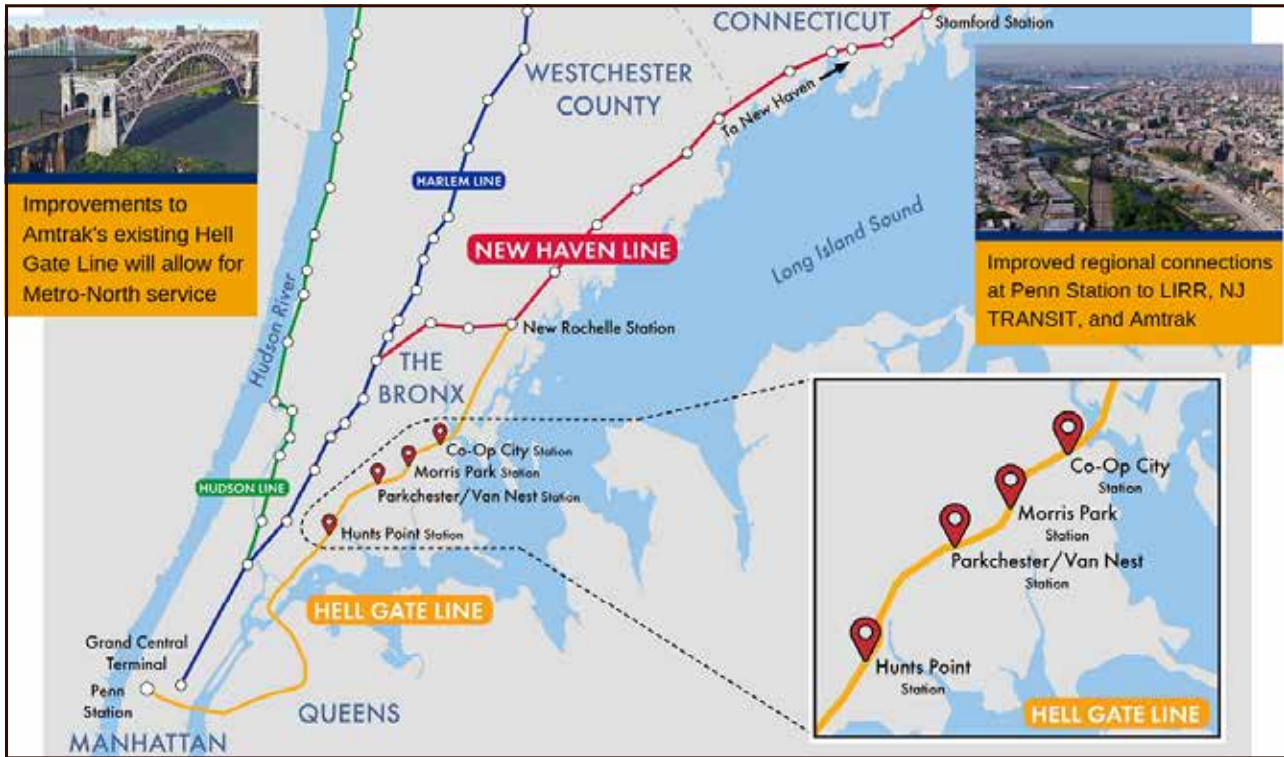 CONNECTICUT
Stamford Station
WESTCHESTER
COUNTY
To New Haven
HARLEM LINE
Improvements to
Amtrak's existing Hell
Gate Line will allow for
Metro-North service
NEW HAVEN LINE
Long Island Sound
Improved regional connections
at Penn Station to LIRR, NJ
TRANSIT, and Amtrak
Hudson River
New Rochelle Station
THE
BRONX
Co-Op City Station
Morris Park Station
Parkchester/Van Nest Station
Hunts Point Station
HUDSON LINE
HELL GATE LINE
Grand Central
Terminal
Penn
Station
QUEENS
MANHATTAN
Co-Op City
Station
Morris Park
Station
Parkchester/Van Nest
Station
Hunts Point
Station
HELL GATE LINE